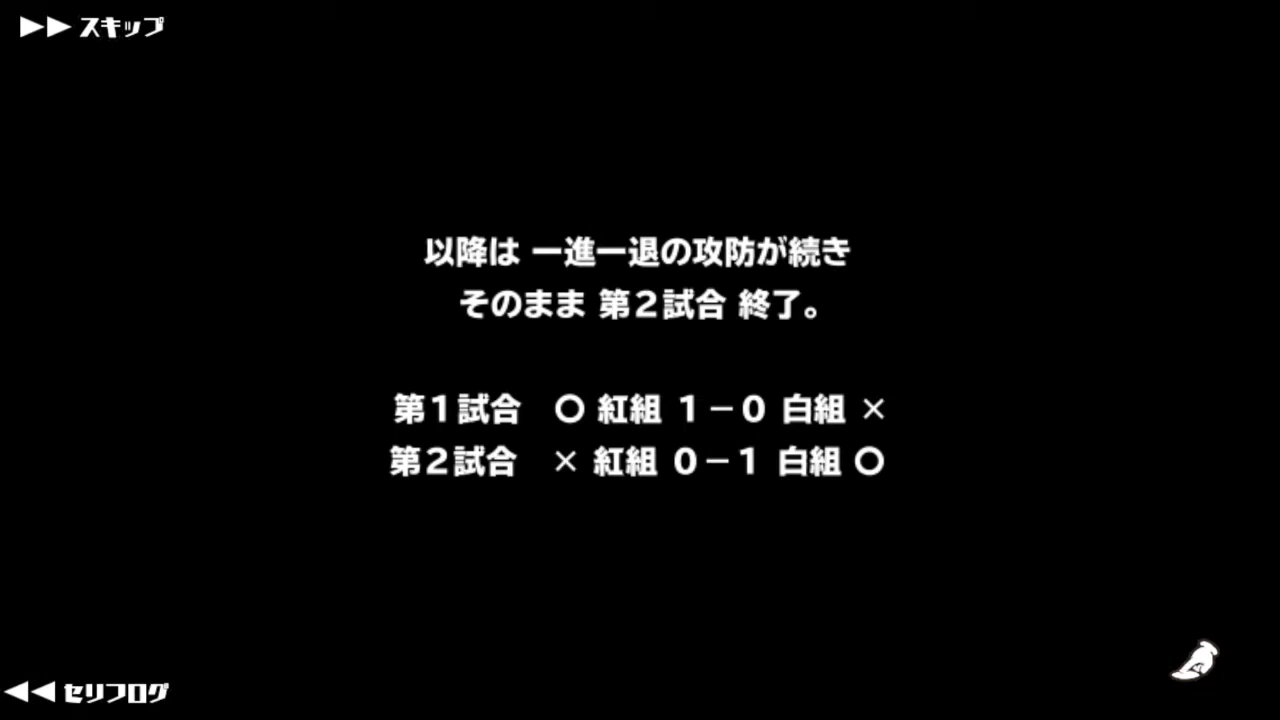 スキップ
以降は 一進一退の攻防が続き
そのまま 第２試合 終了。
第１試合　〇 紅組 １－０ 白組 ×
第２試合　× 紅組 ０－１ 白組 〇
セリフログ